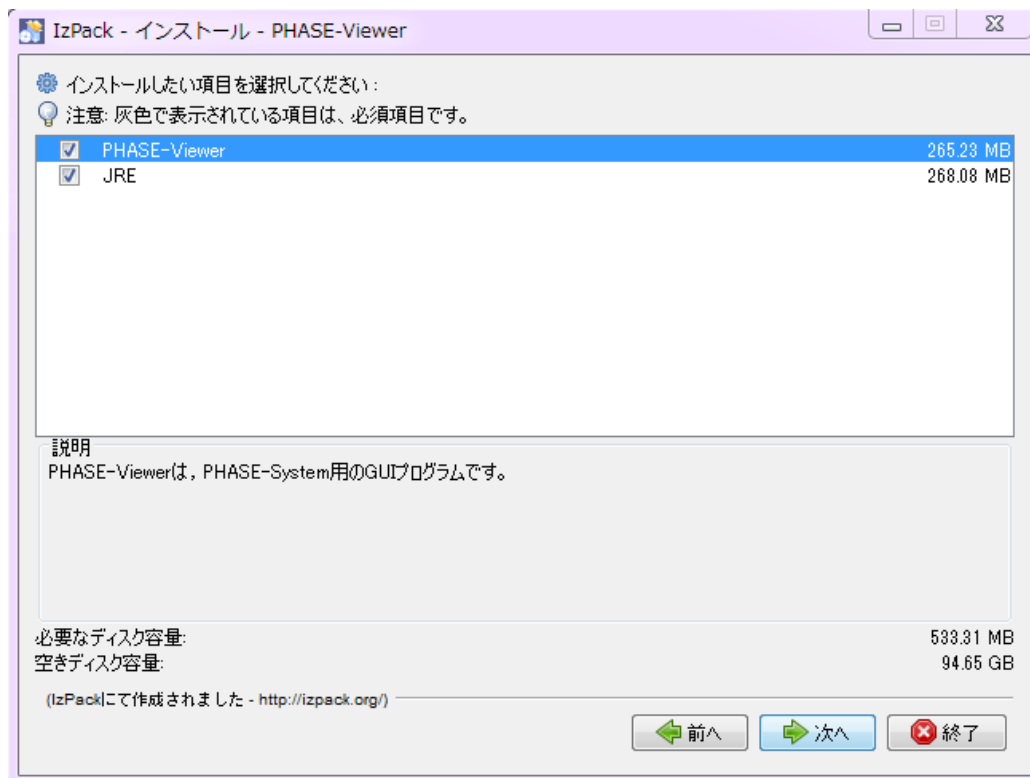 IzPack - インストール - PHASE-Viewer
インストールしたい項目を選択してください：
注意: 灰色で表示されている項目は、必須項目です。
PHASE-Viewer 265.23 MB
JRE 268.08 MB
説明
PHASE-Viewerは，PHASE-System用のGUIプログラムです。
必要なディスク容量: 533.31 MB
空きディスク容量: 94.65 GB
(IzPackにて作成されました - http://izpack.org/)
前へ 次へ 終了